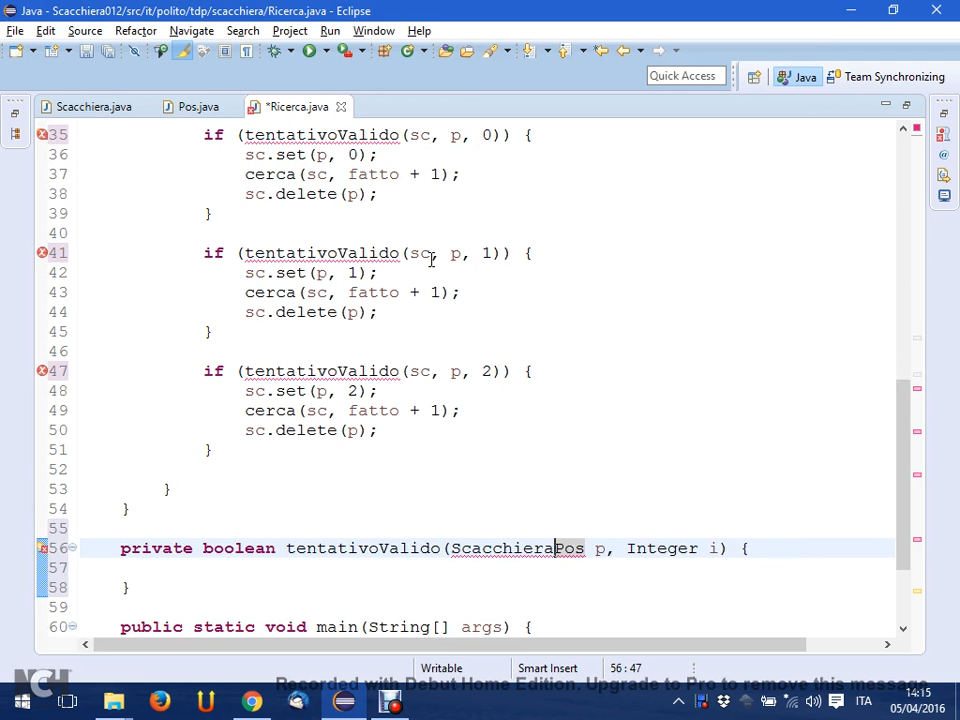 Java - Scacchiera012/src/it/polito/tdp/scacchiera/Ricerca.java - Eclipse
File Edit Source Refactor Navigate Search Project Run Window Help
Quick Access
Java
Team Synchronizing
Scacchiera.java Pos.java *Ricerca.java
35 if (tentativoValido(sc, p, 0)) {
36 sc.set(p, 0);
37 cerca(sc, fatto + 1);
38 sc.delete(p);
39 }
40
41 if (tentativoValido(sc, p, 1)) {
42 sc.set(p, 1);
43 cerca(sc, fatto + 1);
44 sc.delete(p);
45 }
46
47 if (tentativoValido(sc, p, 2)) {
48 sc.set(p, 2);
49 cerca(sc, fatto + 1);
50 sc.delete(p);
51 }
52
53 }
54 }
55
56 private boolean tentativoValido(ScacchieraPos p, Integer i) {
57
58 }
59
60 public static void main(String[] args) {
Writable Smart Insert 56 : 47
NCH
Recorded with Debut Home Edition. Upgrade to Pro to remove this message
ITA
14:15
05/04/2016